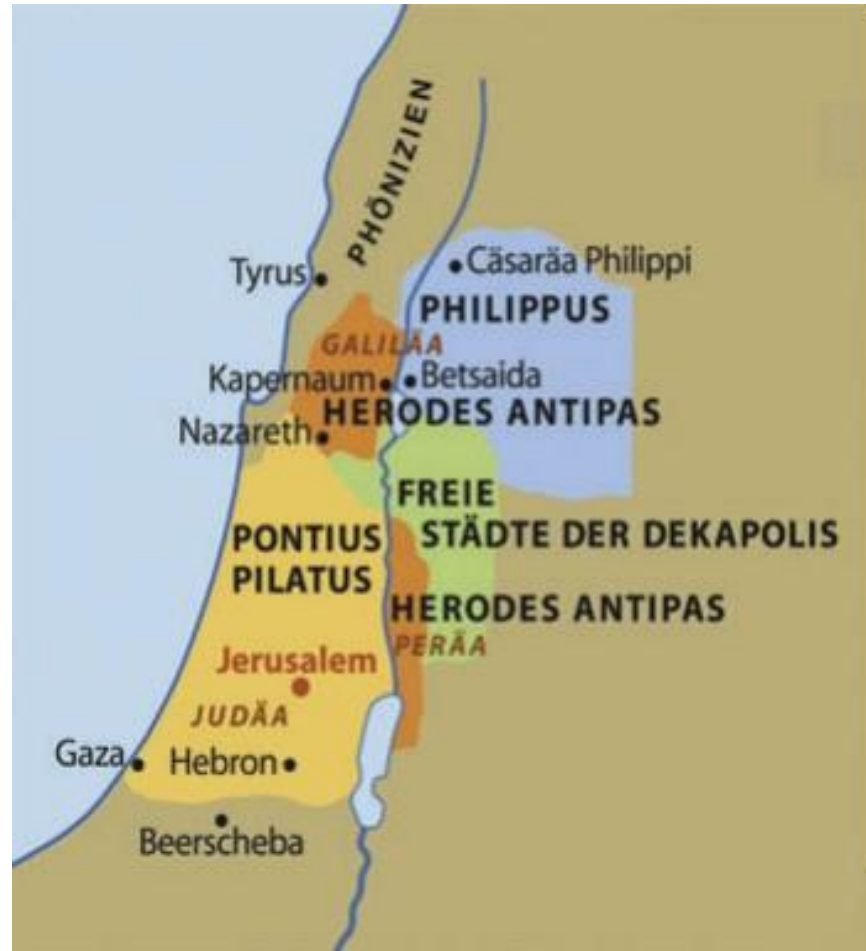 PHÖNIZIEN
Tyrus
Cäsaräa Philippi
PHILIPPUS
GALILÄA
Kapernaum
Betsaida
HERODES ANTIPAS
Nazareth
FREIE
STÄDTE DER DEKAPOLIS
PONTIUS
PILATUS
HERODES ANTIPAS
PERÄA
Jerusalem
JUDÄA
Gaza
Hebron
Beerscheba